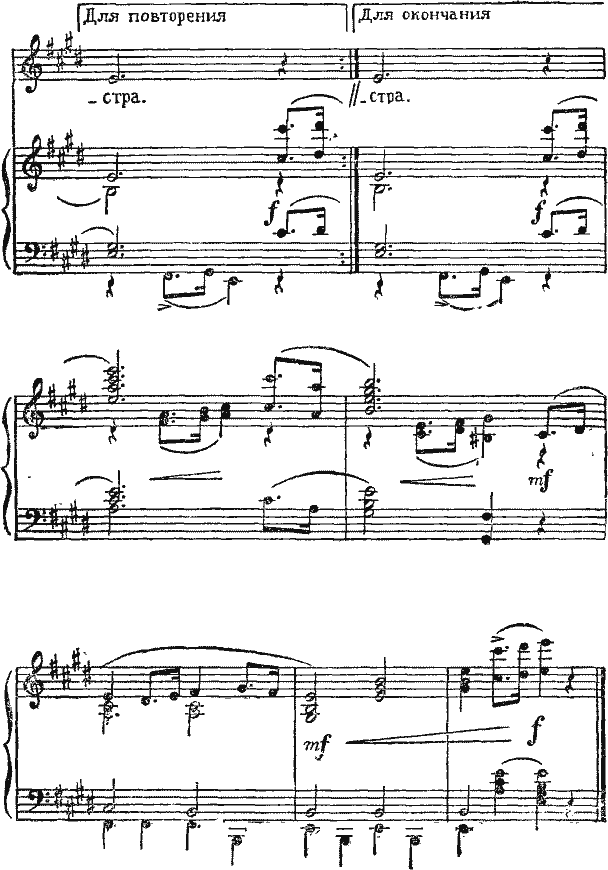 Для повторения
Для окончания
- стра.
// - стра.
f
f
mf
mf
f